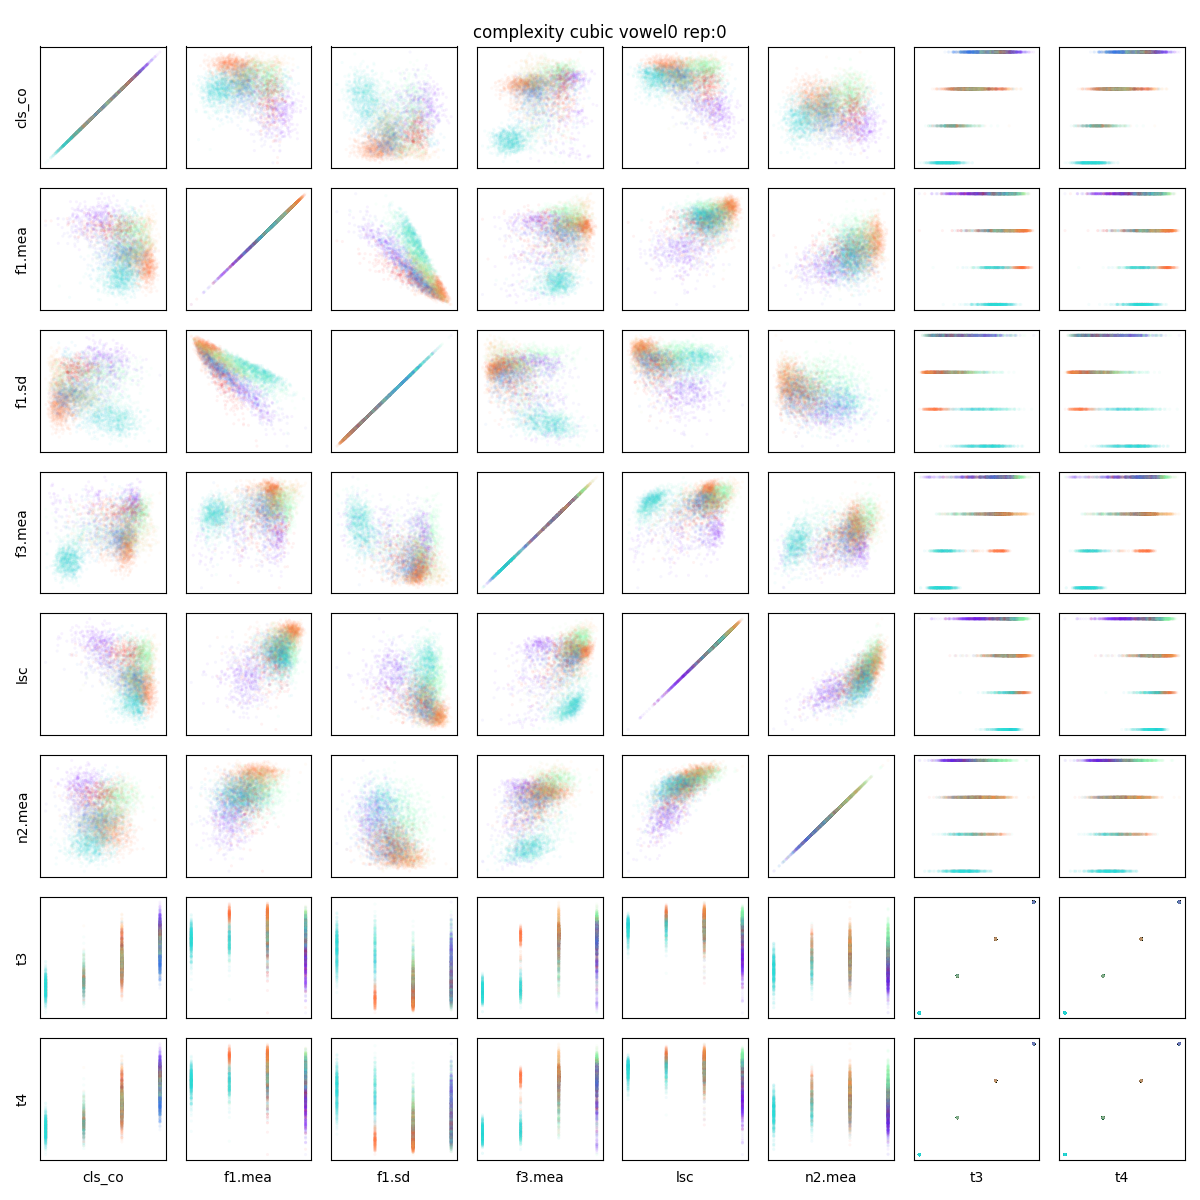 complexity cubic vowel0 rep:0
cls_co
f1.mea
f1.sd
f3.mea
lsc
n2.mea
t3
t4
cls_co f1.mea f1.sd f3.mea lsc n2.mea t3 t4